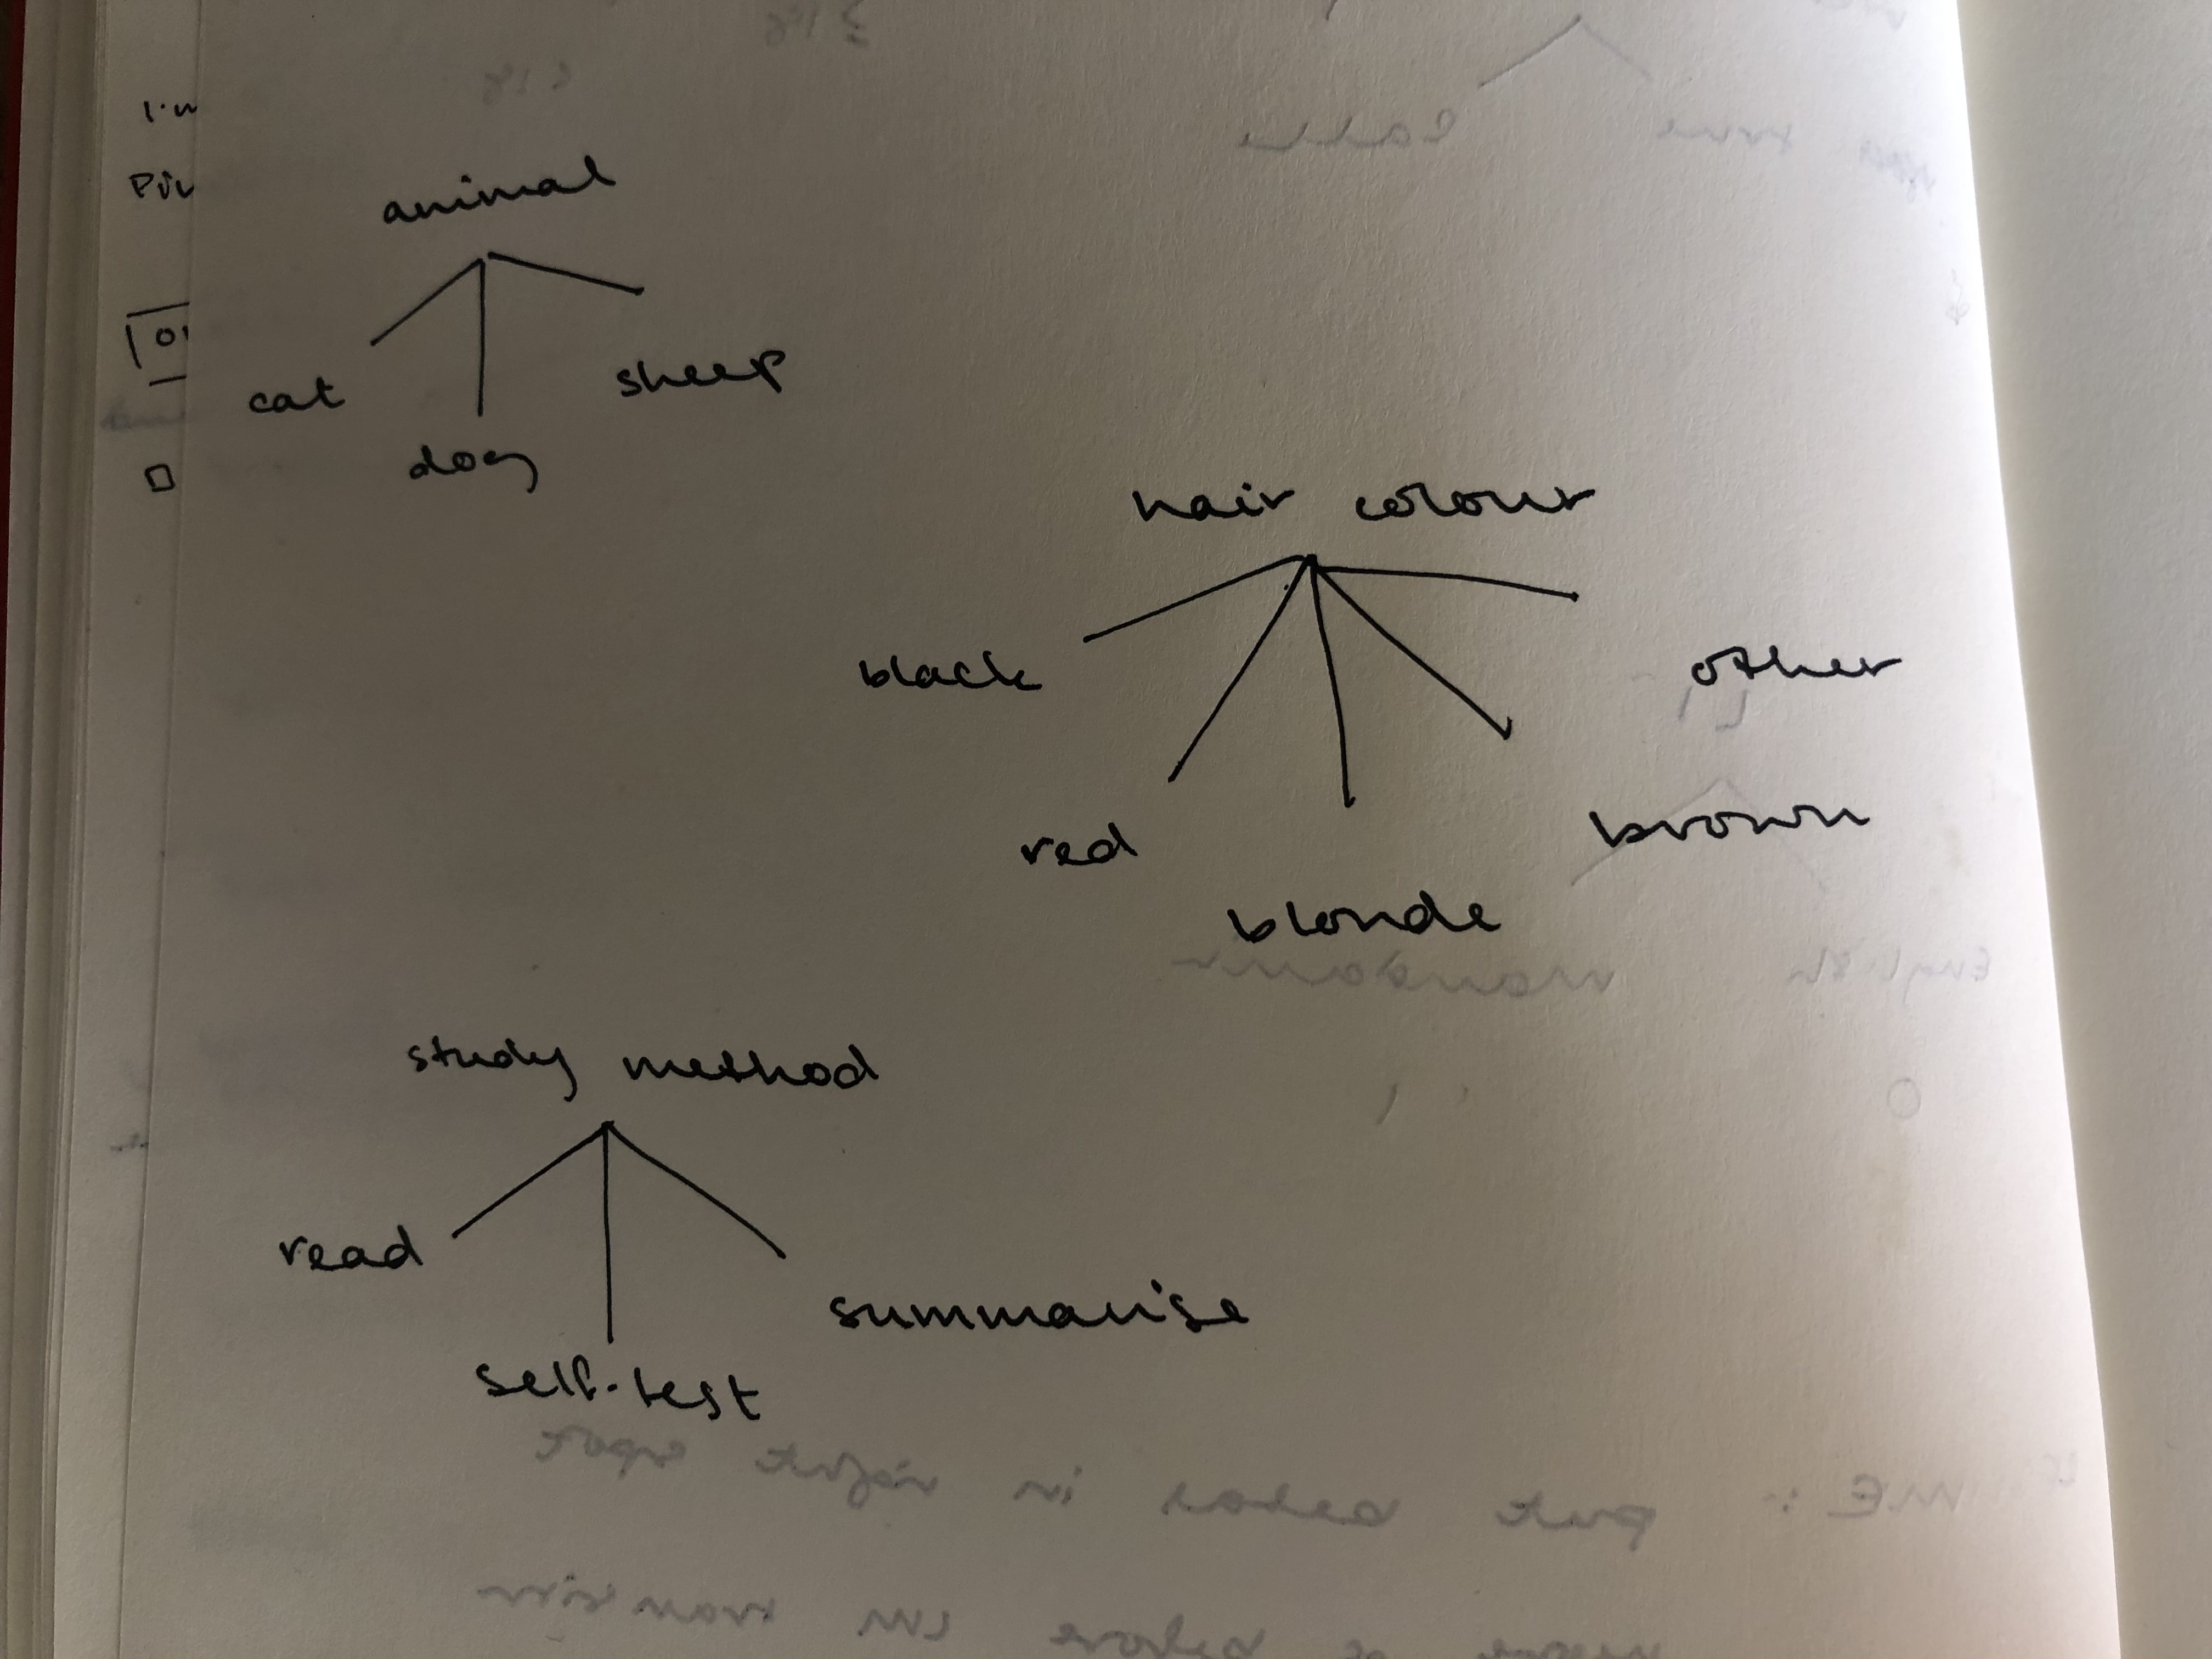 animal
cat
dog
sheep
hair colour
black
red
blonde
brown
other
study method
read
self-test
summarise